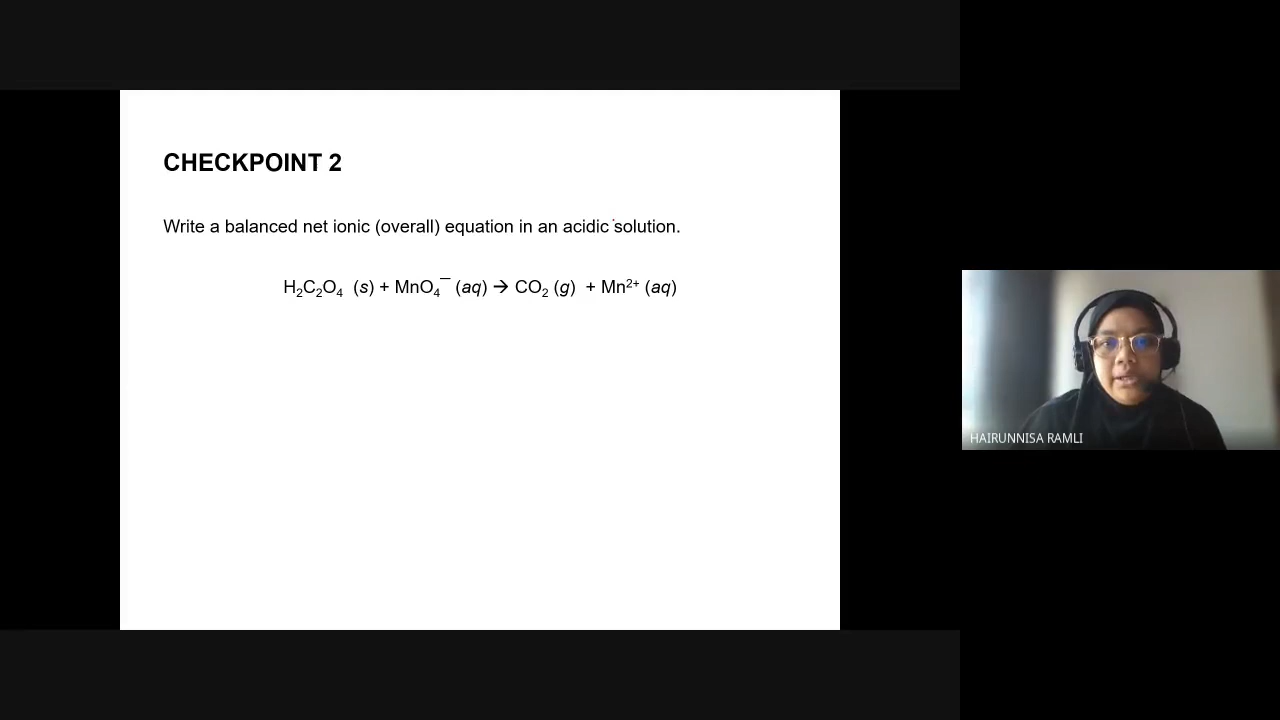 CHECKPOINT 2
Write a balanced net ionic (overall) equation in an acidic solution.
H₂C₂O₄ (s) + MnO₄¯ (aq) → CO₂ (g) + Mn²⁺ (aq)
HAIRUNNISA RAMLI